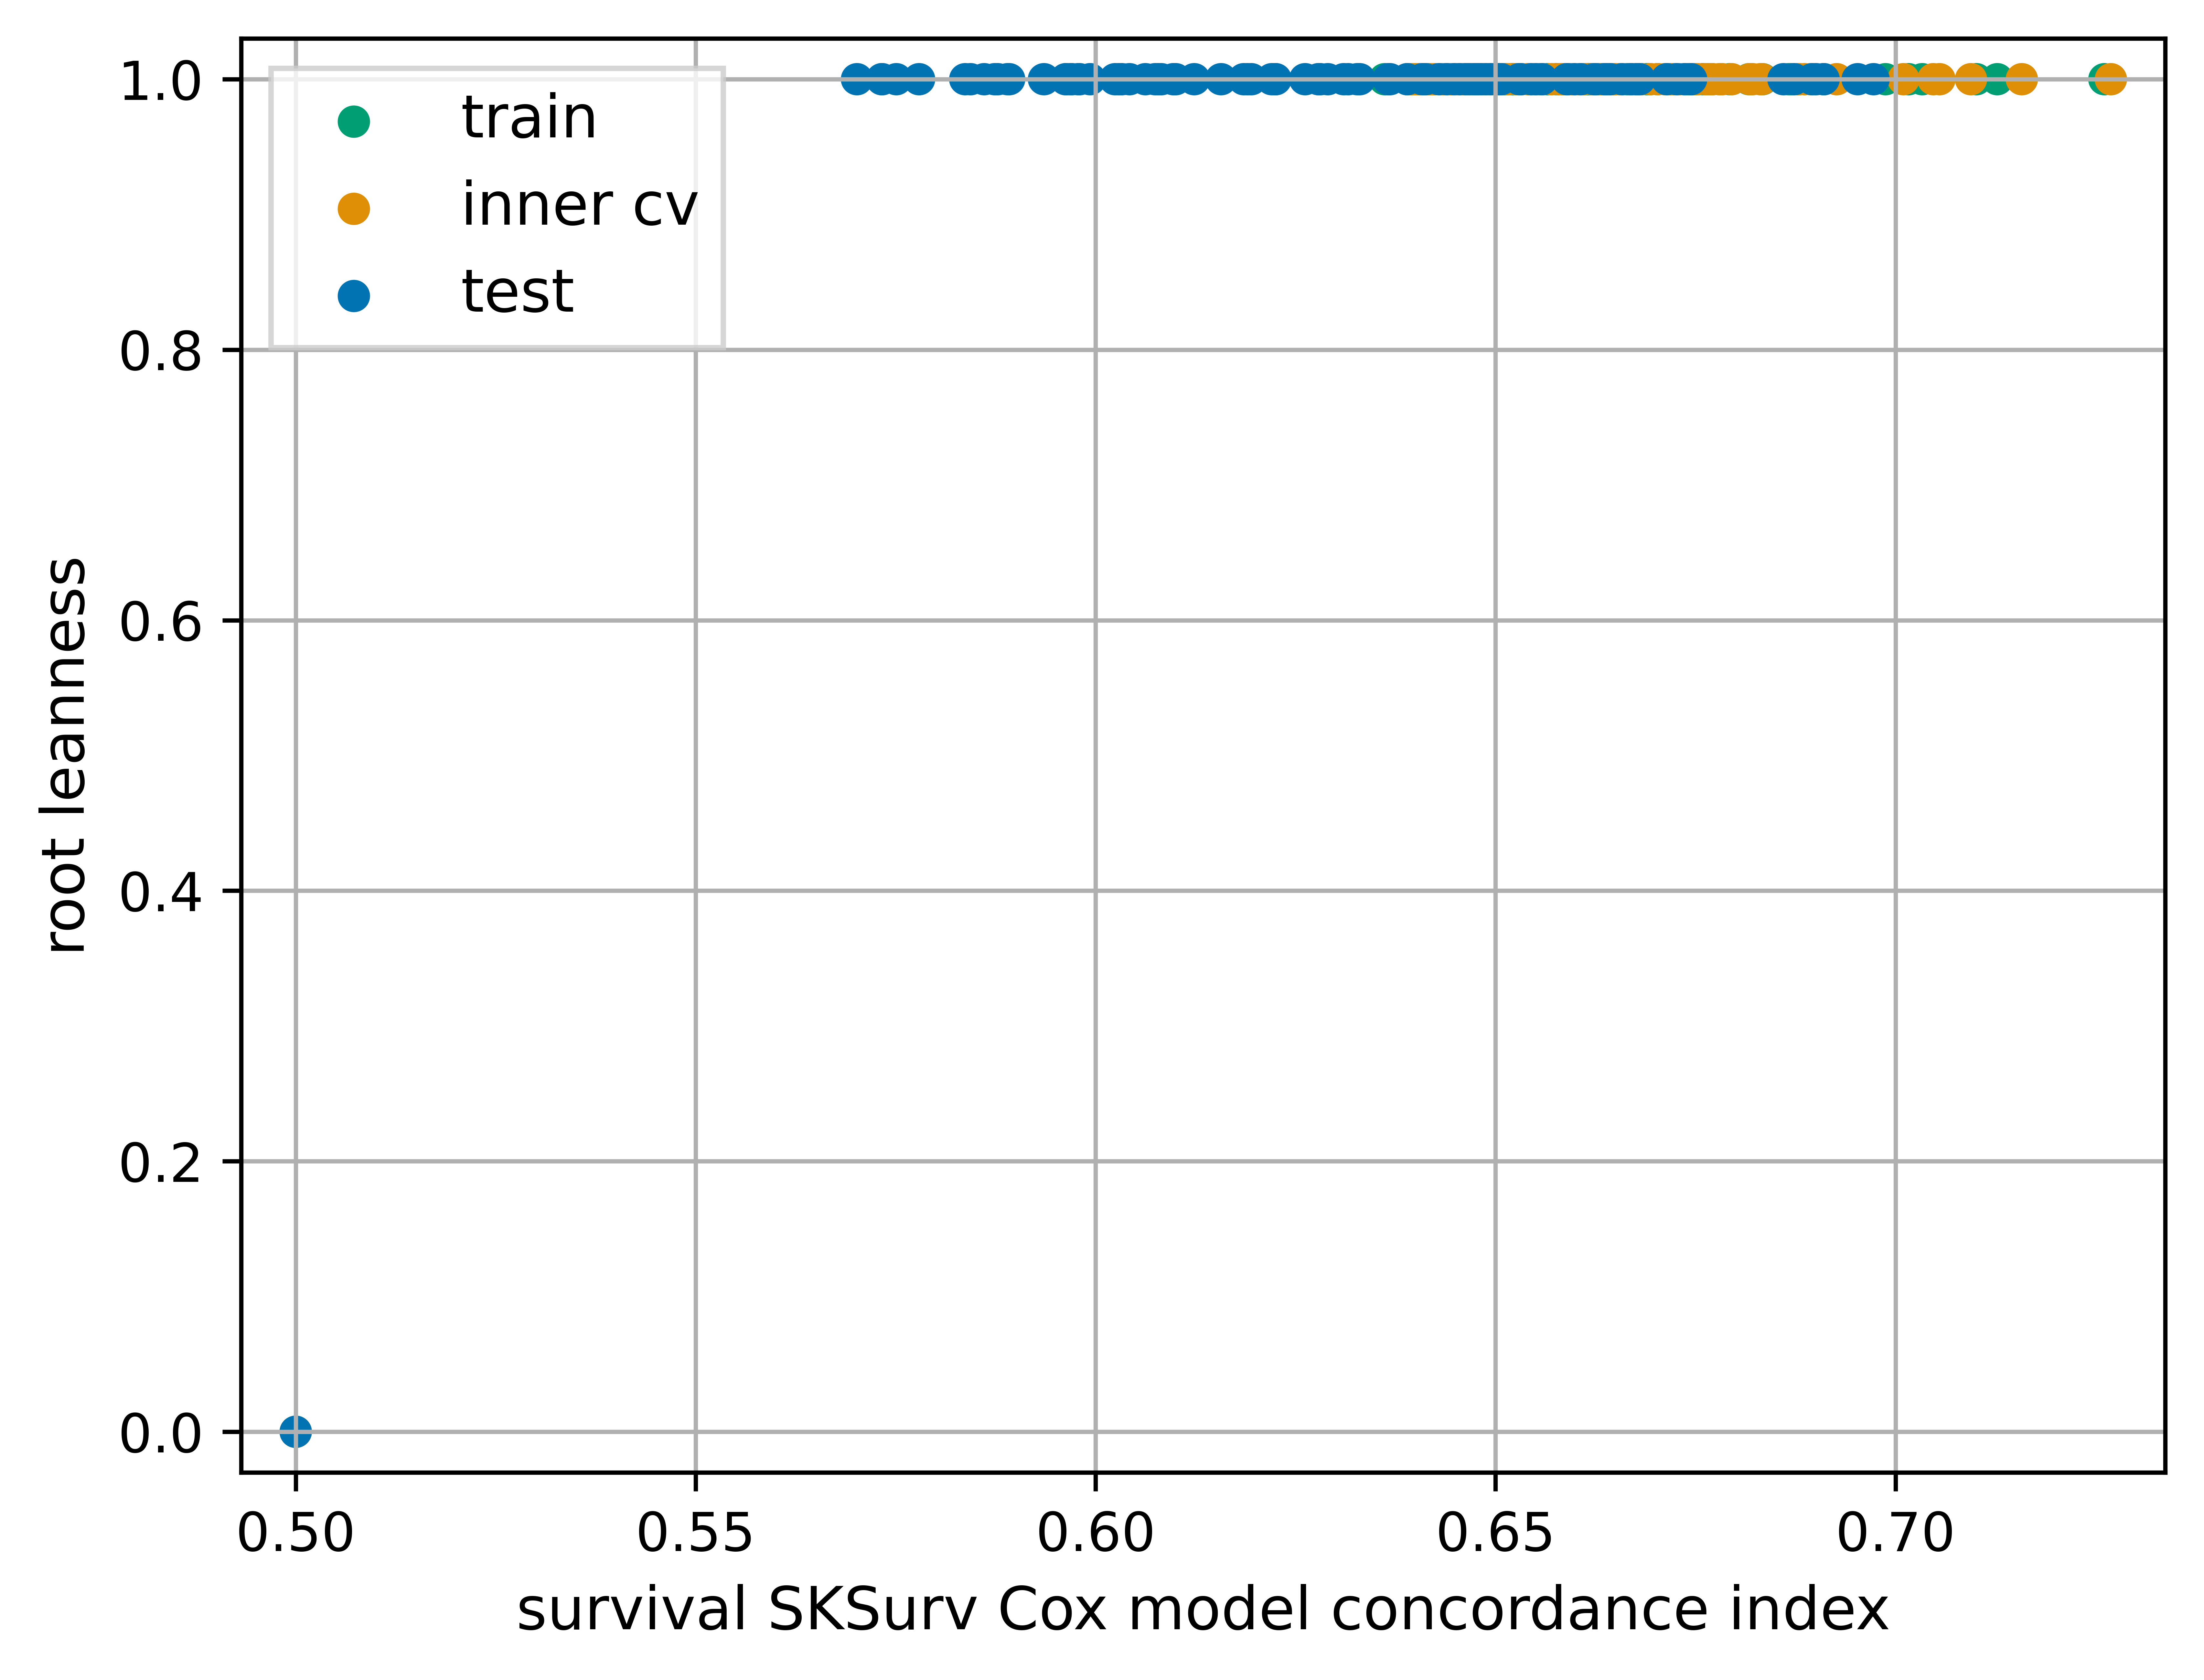 train
inner cv
test
1.0
0.8
0.6
0.4
0.2
0.0
root leanness
0.50 0.55 0.60 0.65 0.70
survival SKSurv Cox model concordance index